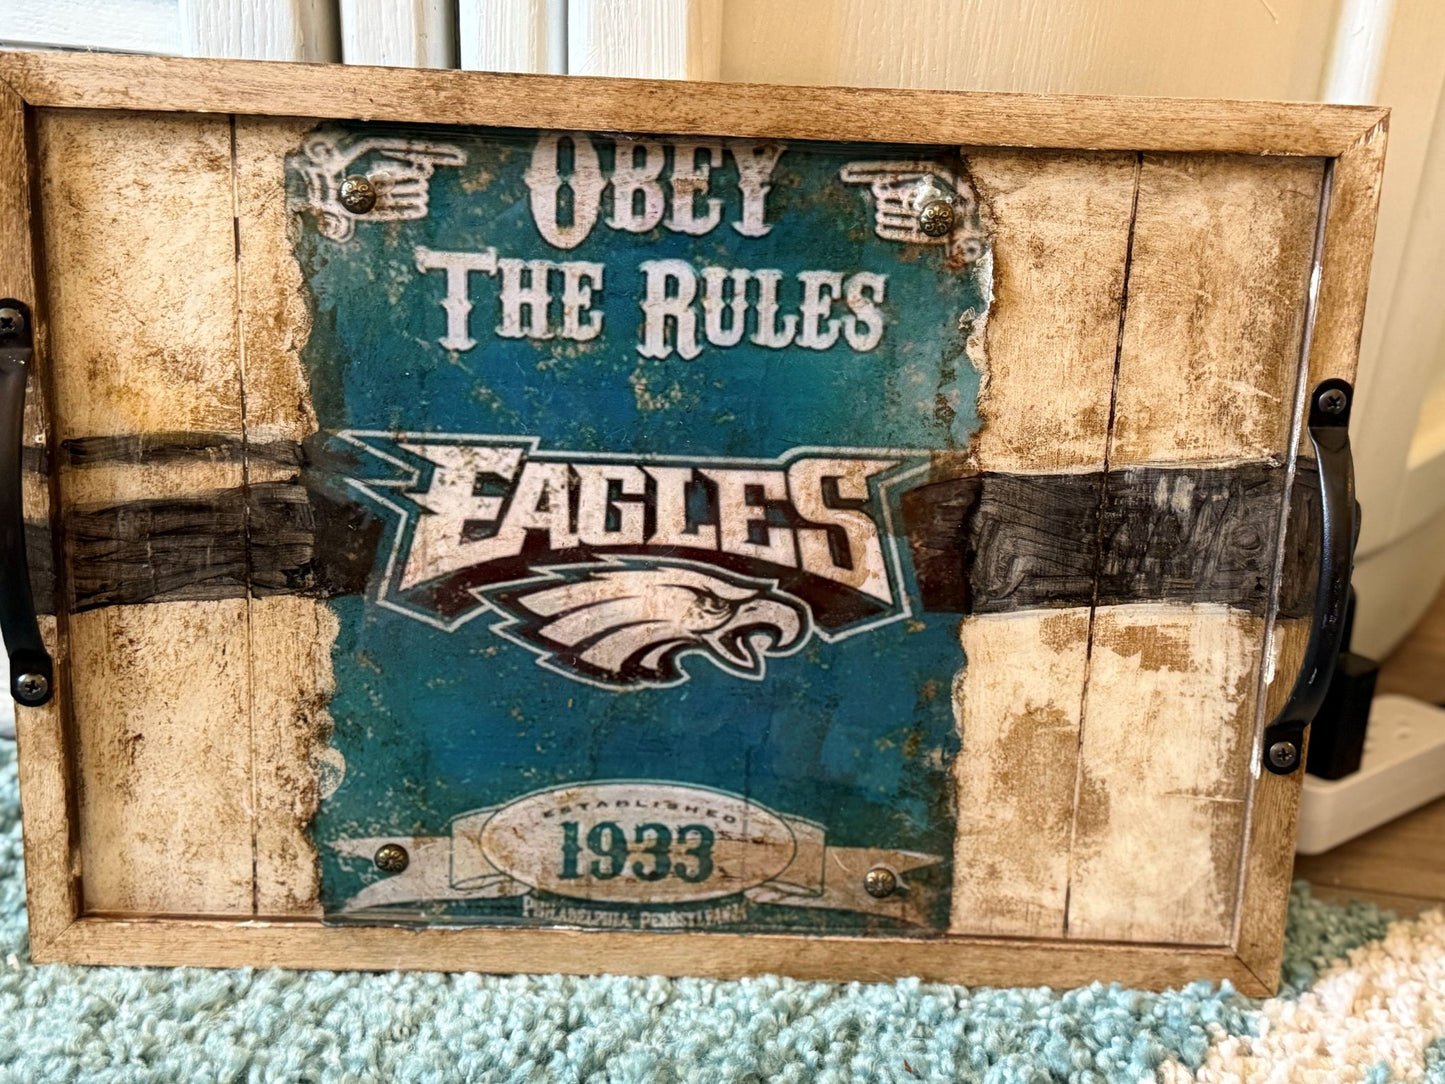 OBEY
THE RULES
EAGLES
ESTABLISHED
1933
PHILADELPHIA, PENNSYLVANIA